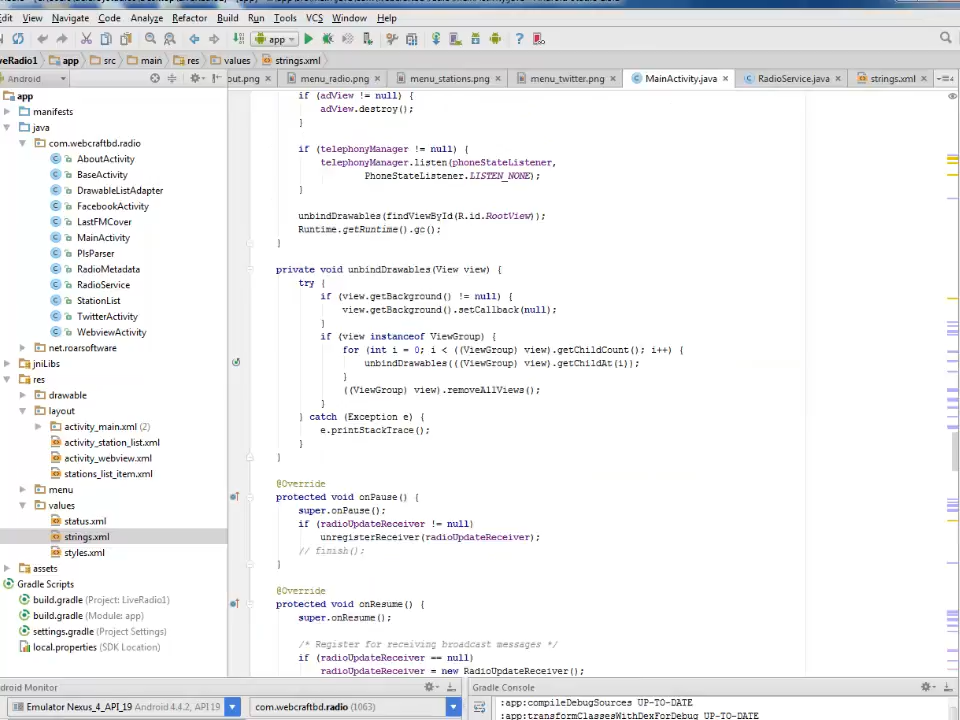 Edit View Navigate Code Analyze Refactor Build Run Tools VCS Window Help
app
veRadio1 app src main res values strings.xml
Android out.png menu_radio.png menu_stations.png menu_twitter.png MainActivity.java RadioService.java strings.xml
app
manifests
java
com.webcraftbd.radio
AboutActivity
BaseActivity
DrawableListAdapter
FacebookActivity
LastFMCover
MainActivity
PlsParser
RadioMetadata
RadioService
StationList
TwitterActivity
WebviewActivity
net.roarsoftware
jniLibs
res
drawable
layout
activity_main.xml (2)
activity_station_list.xml
activity_webview.xml
stations_list_item.xml
menu
values
status.xml
strings.xml
styles.xml
assets
Gradle Scripts
build.gradle (Project: LiveRadio1)
build.gradle (Module: app)
settings.gradle (Project Settings)
local.properties (SDK Location)
if (adView != null) {
adView.destroy();
}
if (telephonyManager != null) {
telephonyManager.listen(phoneStateListener,
PhoneStateListener.LISTEN_NONE);
}
unbindDrawables(findViewById(R.id.RootView));
Runtime.getRuntime().gc();
}
private void unbindDrawables(View view) {
try {
if (view.getBackground() != null) {
view.getBackground().setCallback(null);
}
if (view instanceof ViewGroup) {
for (int i = 0; i < ((ViewGroup) view).getChildCount(); i++) {
unbindDrawables(((ViewGroup) view).getChildAt(i));
}
((ViewGroup) view).removeAllViews();
}
} catch (Exception e) {
e.printStackTrace();
}
}
@Override
protected void onPause() {
super.onPause();
if (radioUpdateReceiver != null)
unregisterReceiver(radioUpdateReceiver);
// finish();
}
@Override
protected void onResume() {
super.onResume();
/* Register for receiving broadcast messages */
if (radioUpdateReceiver == null)
radioUpdateReceiver = new RadioUpdateReceiver();
droid Monitor
Emulator Nexus_4_API_19 Android 4.4.2, API 19
com.webcraftbd.radio (1063)
Gradle Console
:app:compileDebugSources UP-TO-DATE
:app:transformClassesWithDexForDebug UP-TO-DATE